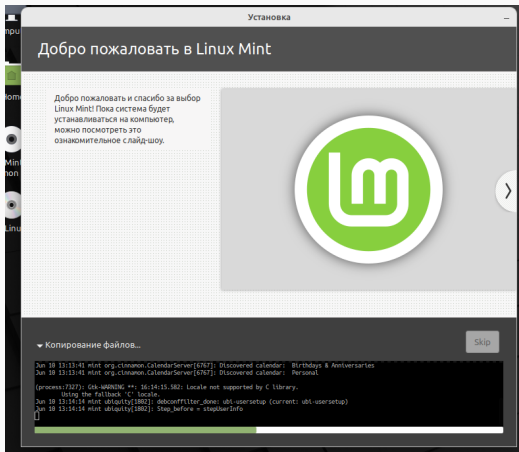 Установка
Добро пожаловать в Linux Mint
Добро пожаловать и спасибо за выбор
Linux Mint! Пока система будет
устанавливаться на компьютер,
можно посмотреть это
ознакомительное слайд-шоу.
Копирование файлов...
Skip
Jun 10 13:13:41 mint org.cinnamon.CalendarServer[6767]: Discovered calendar: Birthdays & Anniversaries
Jun 10 13:13:41 mint org.cinnamon.CalendarServer[6767]: Discovered calendar: Personal
(process:7327): Gtk-WARNING **: 16:14:15.582: Locale not supported by C library.
Using the fallback 'C' locale.
Jun 10 13:14:14 mint ubiquity[1802]: debconffilter_done: ubi-usersetup (current: ubi-usersetup)
Jun 10 13:14:14 mint ubiquity[1802]: Step_before = stepUserInfo